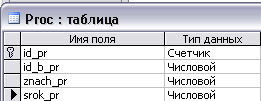 Proc : таблица
Имя поля Тип данных
id_pr Счетчик
id_b_pr Числовой
znach_pr Числовой
srok_pr Числовой